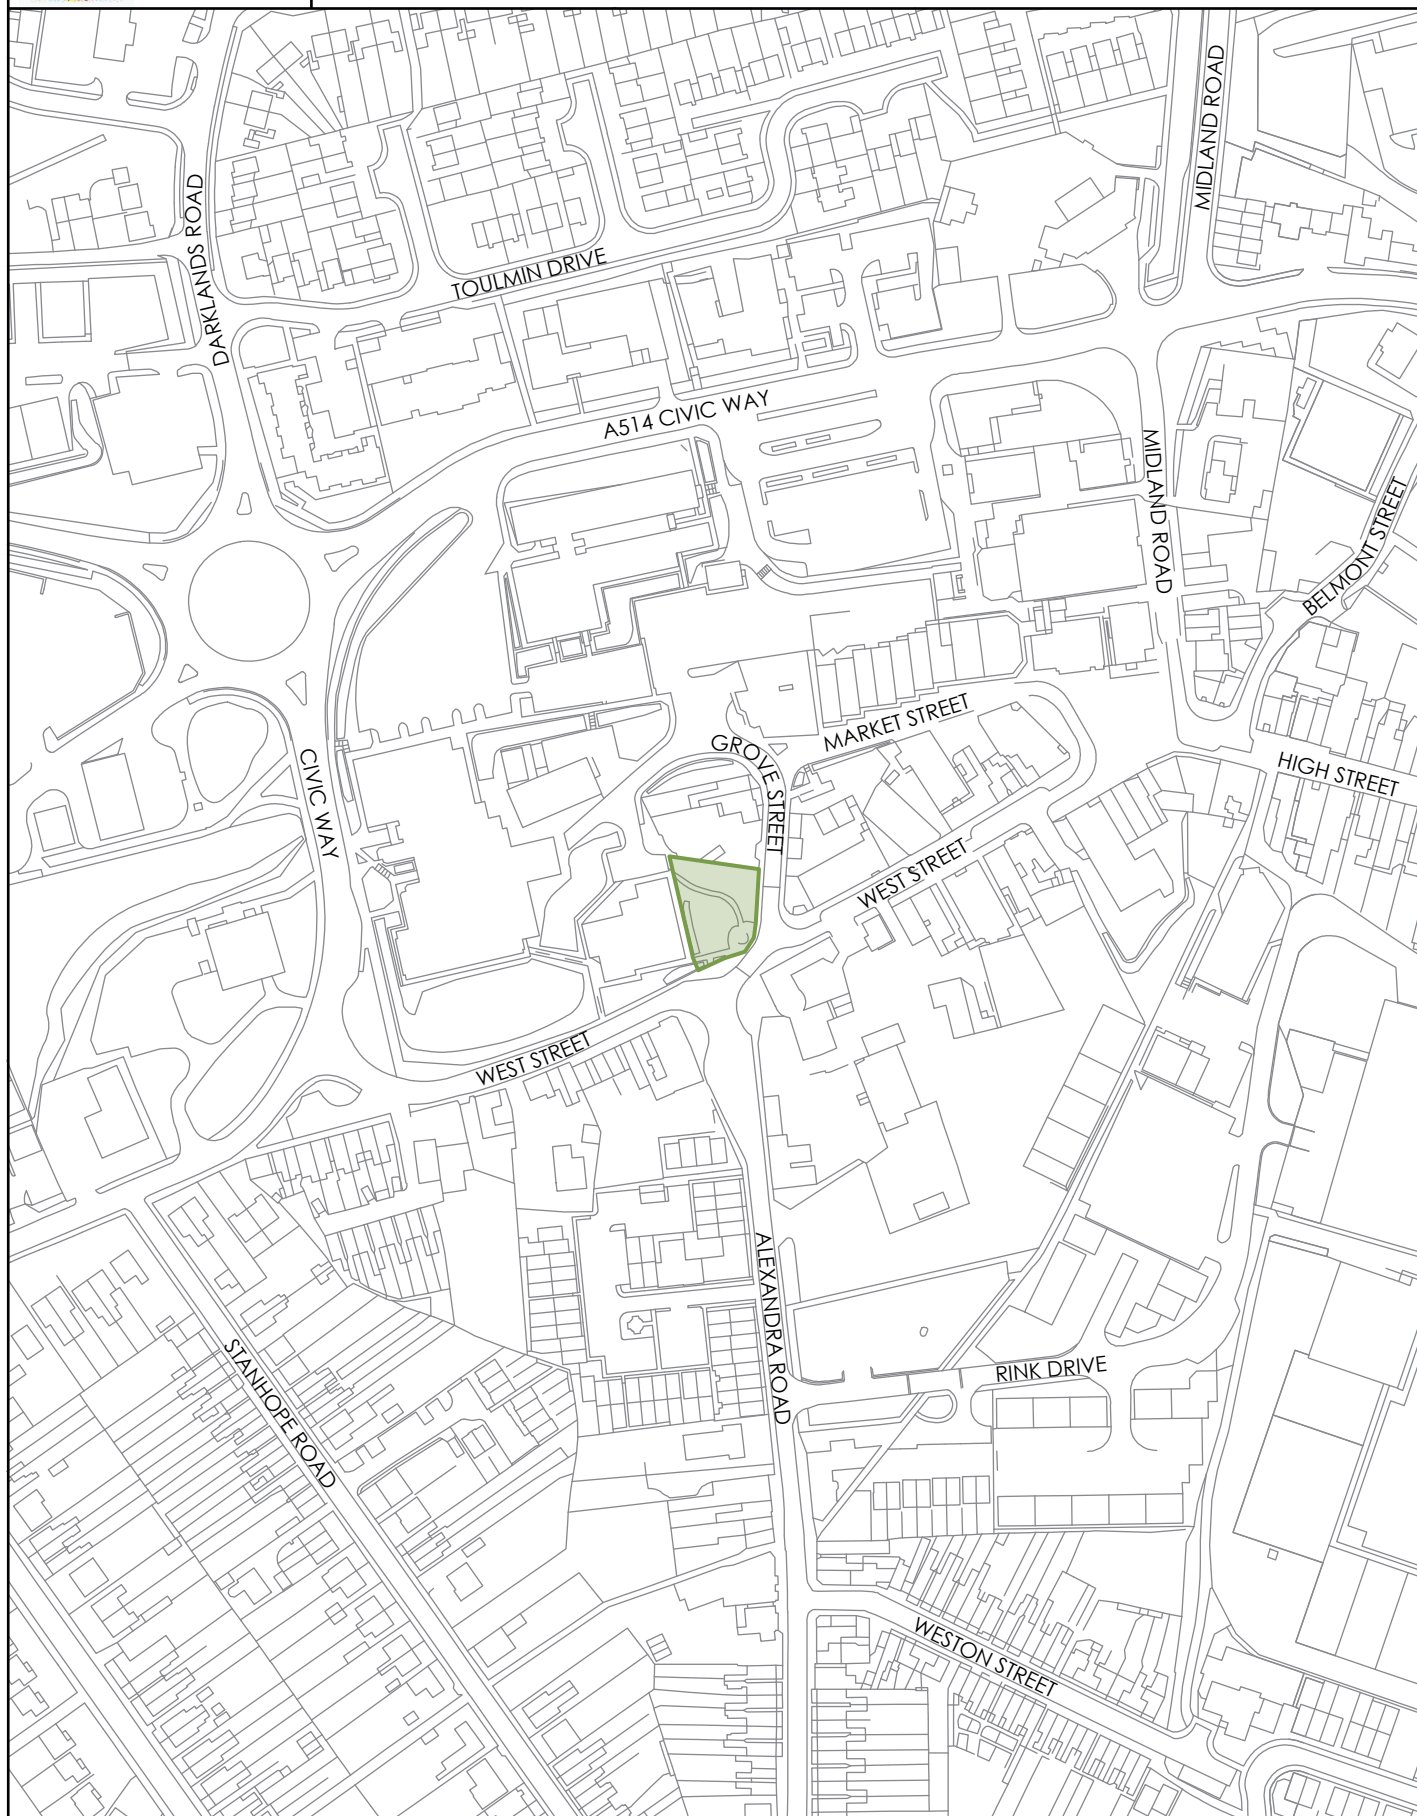 MIDLAND ROAD
DARKLANDS ROAD
TOULMIN DRIVE
A514 CIVIC WAY
MIDLAND ROAD
BELMONT STREET
MARKET STREET
GROVE STREET
CIVIC WAY
HIGH STREET
WEST STREET
WEST STREET
ALEXANDRA ROAD
STANHOPE ROAD
RINK DRIVE
WESTON STREET